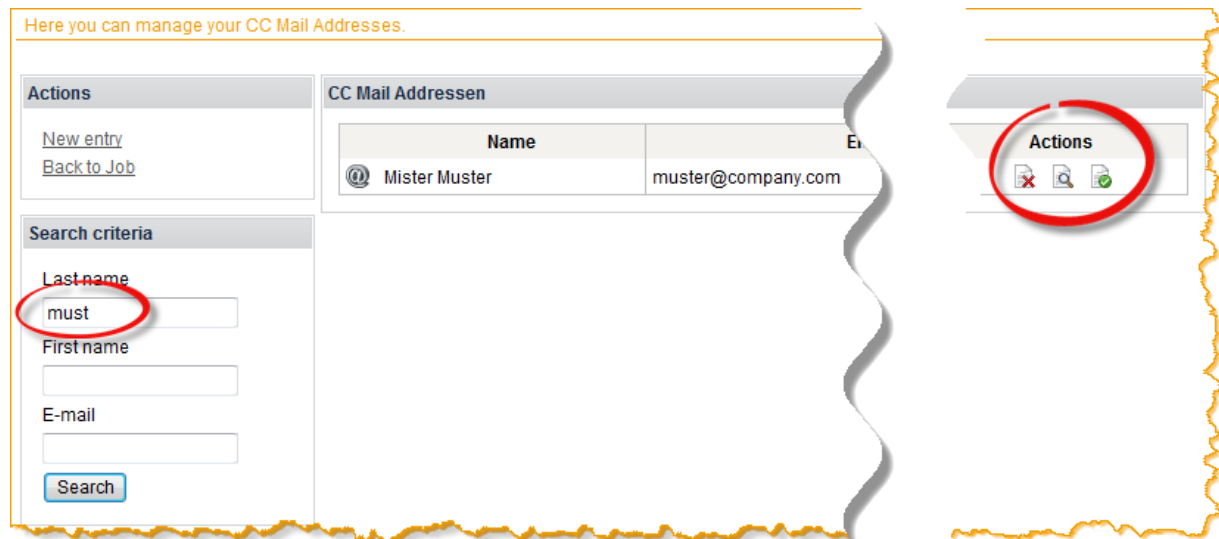 Here you can manage your CC Mail Addresses.
Actions
New entry
Back to Job
Search criteria
Last name
must
First name
E-mail
Search
CC Mail Addressen
Name
Actions
Mister Muster
muster@company.com